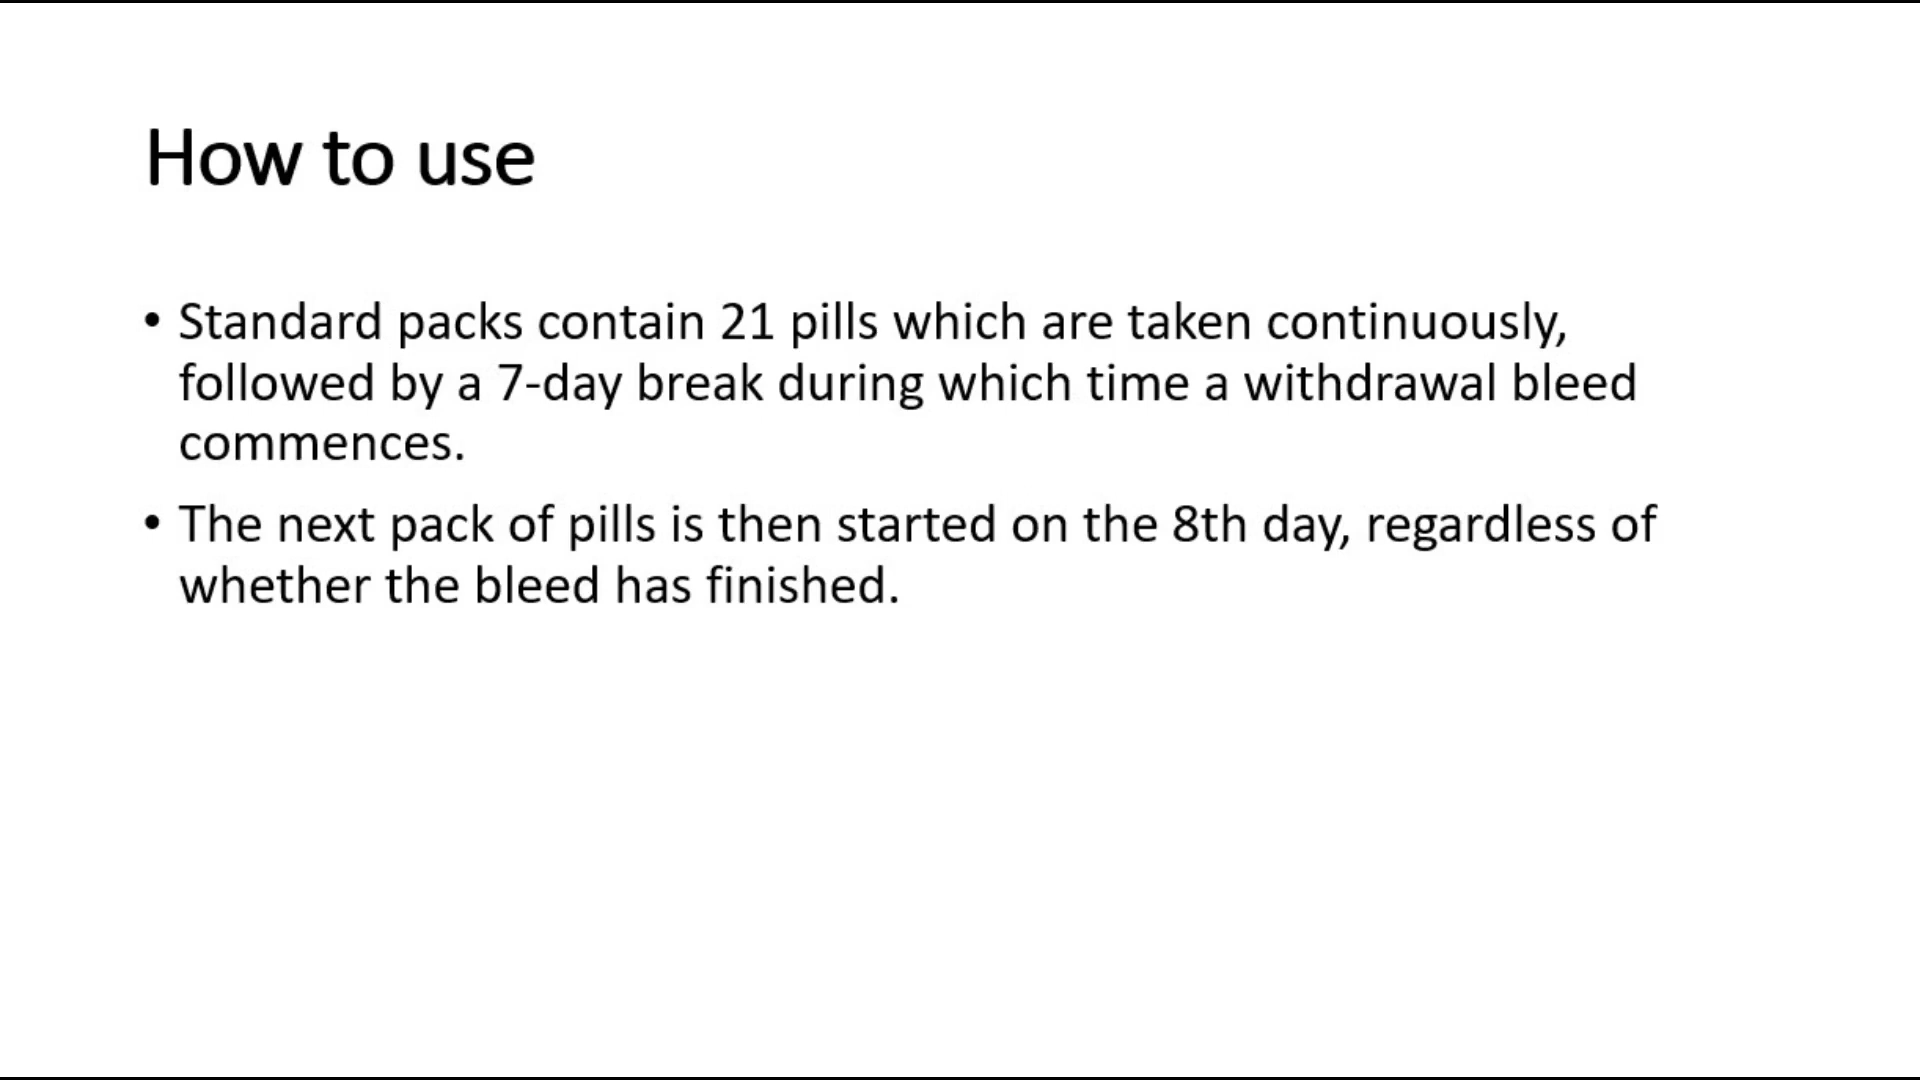 How to use
• Standard packs contain 21 pills which are taken continuously,
followed by a 7-day break during which time a withdrawal bleed
commences.
• The next pack of pills is then started on the 8th day, regardless of
whether the bleed has finished.